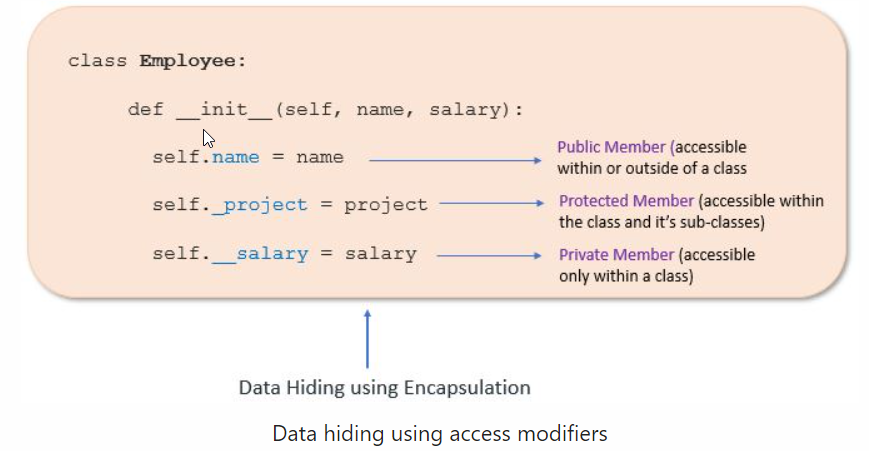 class Employee:
def __init__(self, name, salary):
self.name = name
Public Member (accessible
within or outside of a class
self._project = project
Protected Member (accessible within
the class and it's sub-classes)
self.__salary = salary
Private Member (accessible
only within a class)
Data Hiding using Encapsulation
Data hiding using access modifiers